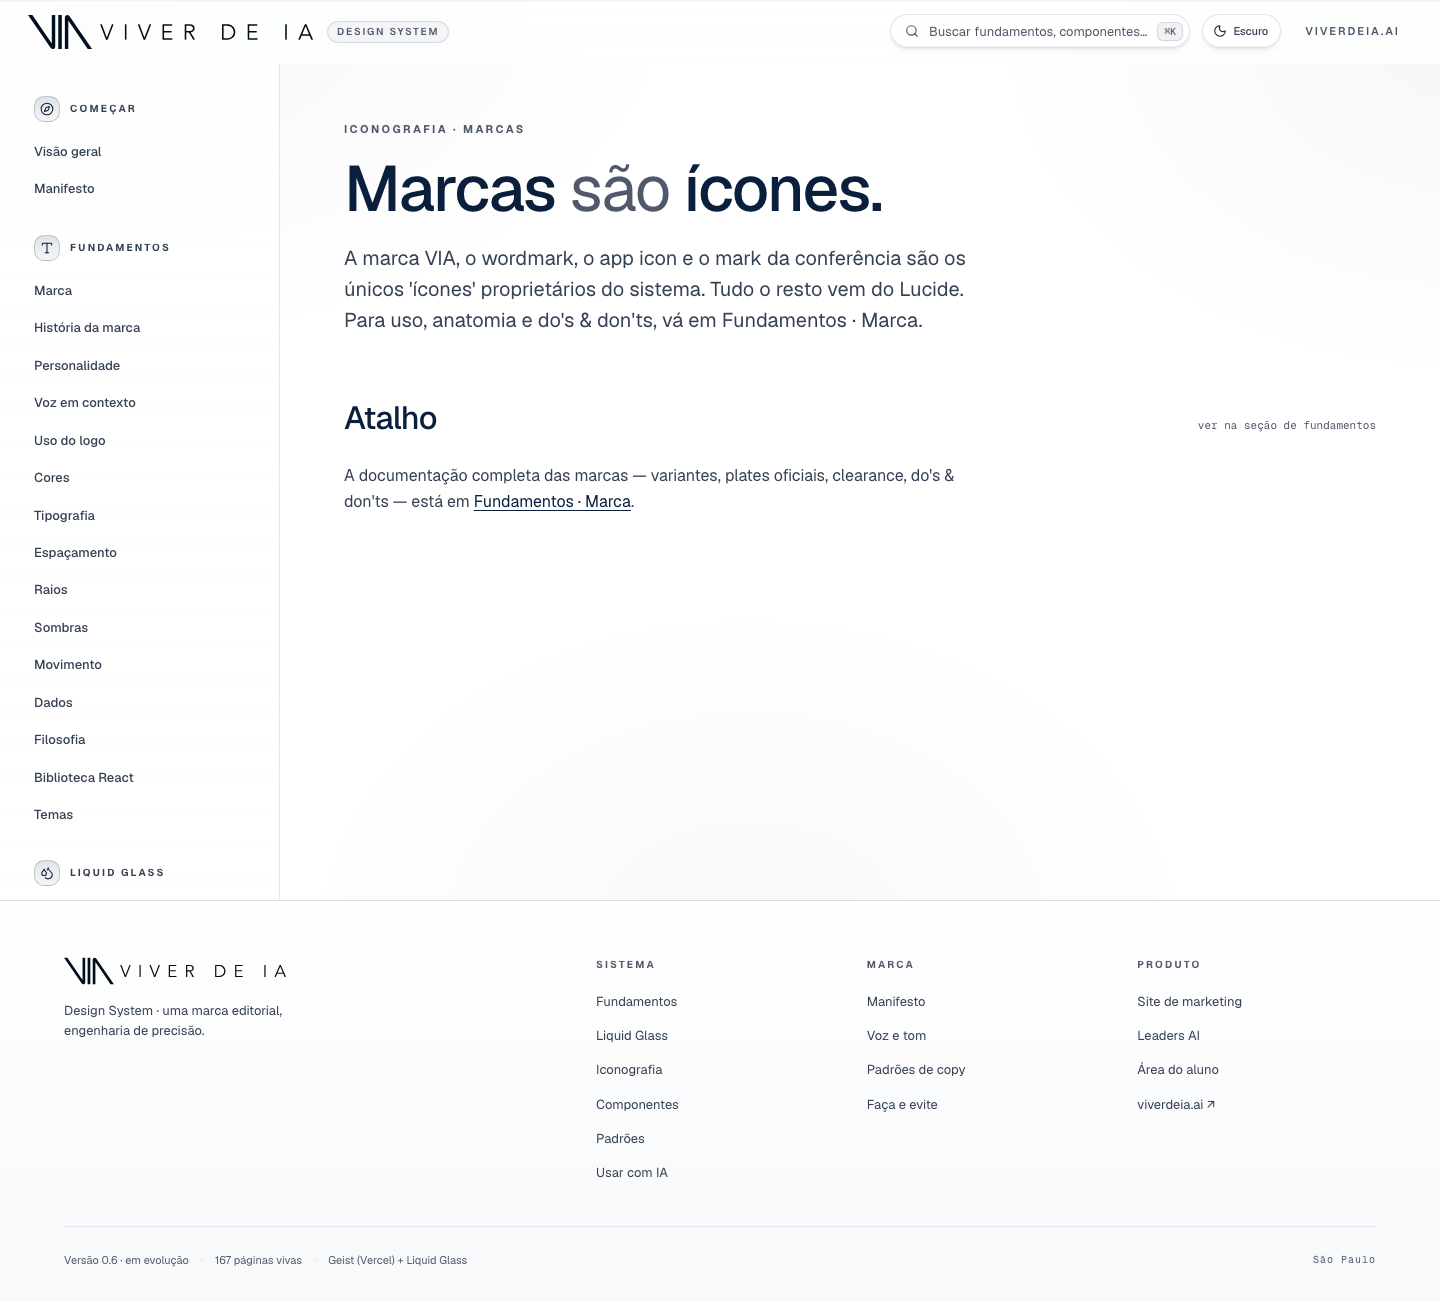 VIVER DE IA
DESIGN SYSTEM
Buscar fundamentos, componentes…
⌘K
Escuro
VIVERDEIA.AI
COMEÇAR
Visão geral
Manifesto
FUNDAMENTOS
Marca
História da marca
Personalidade
Voz em contexto
Uso do logo
Cores
Tipografia
Espaçamento
Raios
Sombras
Movimento
Dados
Filosofia
Biblioteca React
Temas
LIQUID GLASS
ICONOGRAFIA · MARCAS
Marcas são ícones.
A marca VIA, o wordmark, o app icon e o mark da conferência são os
únicos 'ícones' proprietários do sistema. Tudo o resto vem do Lucide.
Para uso, anatomia e do's & don'ts, vá em Fundamentos · Marca.
Atalho
ver na seção de fundamentos
A documentação completa das marcas — variantes, plates oficiais, clearance, do's &
don'ts — está em Fundamentos · Marca.
VIVER DE IA
Design System · uma marca editorial,
engenharia de precisão.
SISTEMA
Fundamentos
Liquid Glass
Iconografia
Componentes
Padrões
Usar com IA
MARCA
Manifesto
Voz e tom
Padrões de copy
Faça e evite
PRODUTO
Site de marketing
Leaders AI
Área do aluno
viverdeia.ai ↗
Versão 0.6 · em evolução · 167 páginas vivas · Geist (Vercel) + Liquid Glass
São Paulo